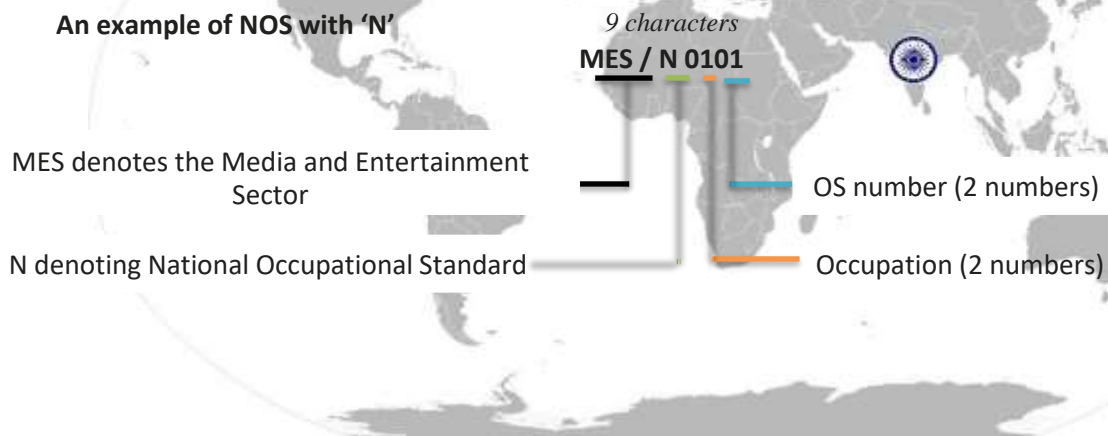 An example of NOS with ‘N’
9 characters
MES / N 0101
MES denotes the Media and Entertainment
Sector
OS number (2 numbers)
N denoting National Occupational Standard
Occupation (2 numbers)